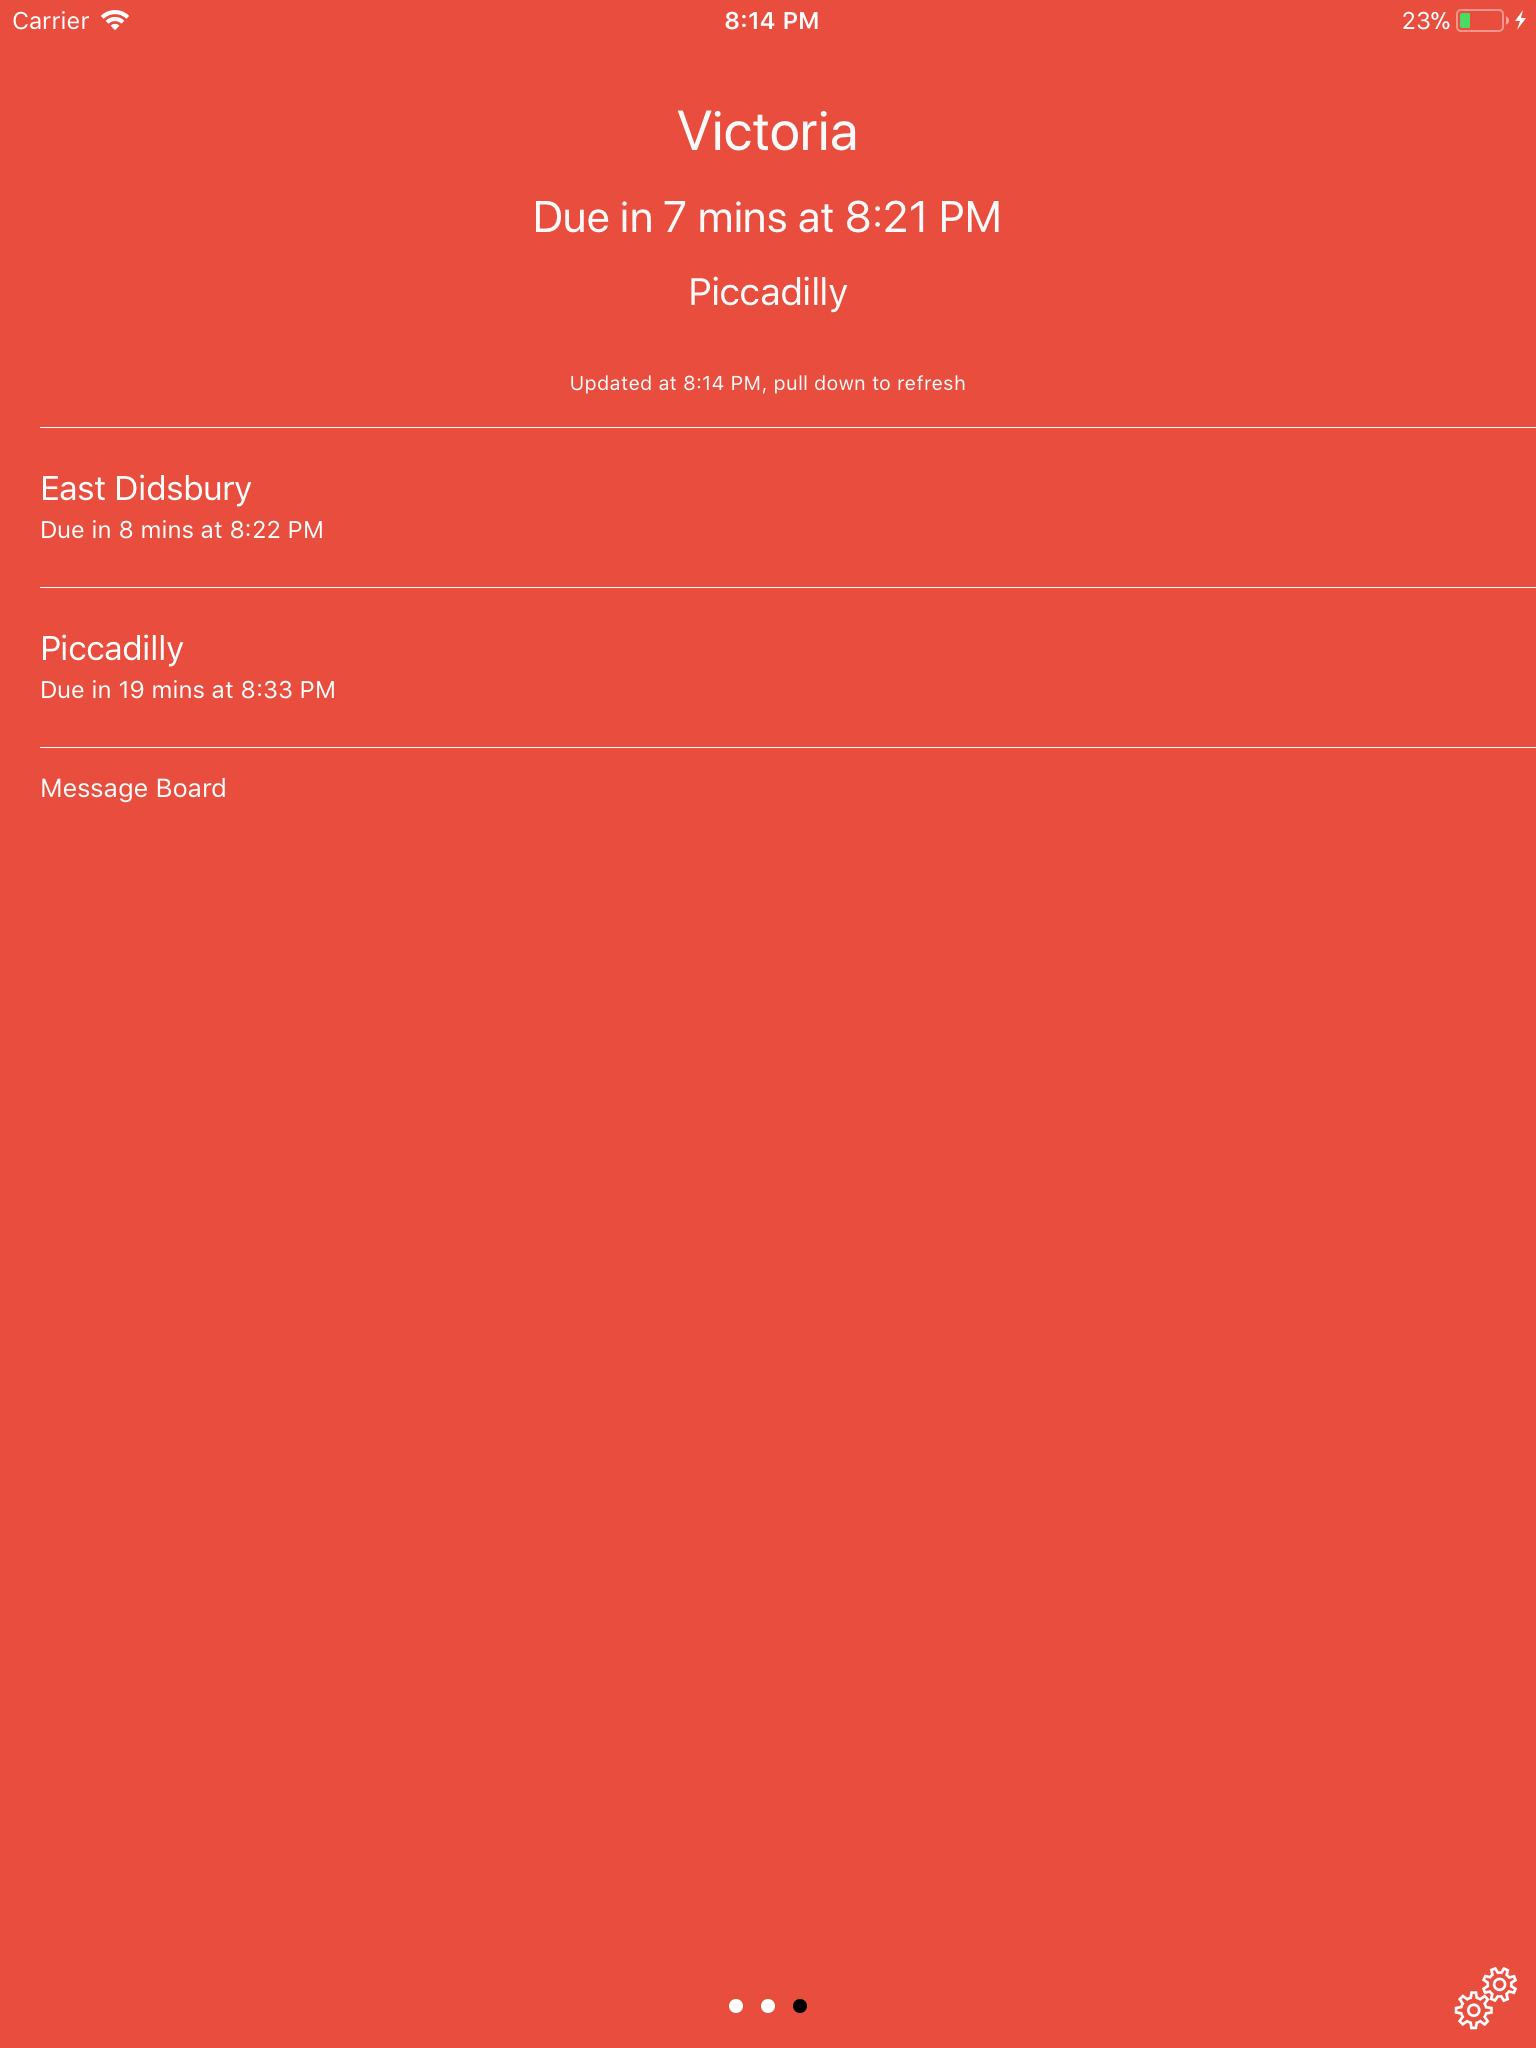 Carrier 8:14 PM 23%
Victoria
Due in 7 mins at 8:21 PM
Piccadilly
Updated at 8:14 PM, pull down to refresh
East Didsbury
Due in 8 mins at 8:22 PM
Piccadilly
Due in 19 mins at 8:33 PM
Message Board